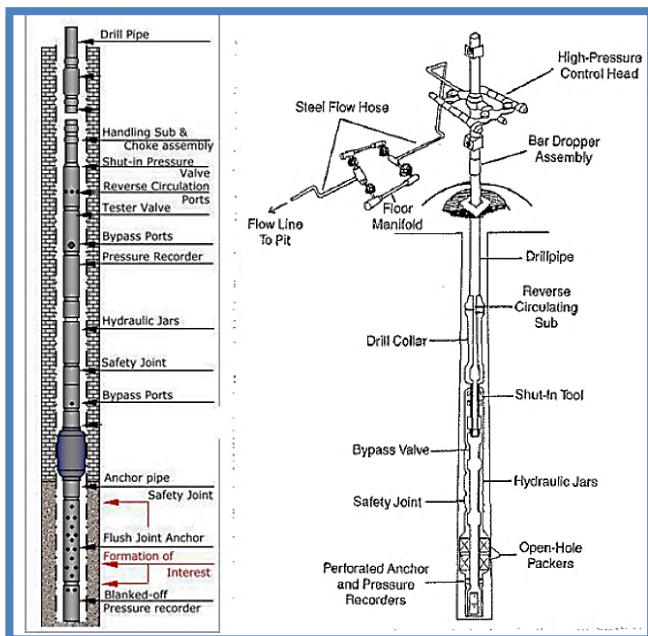 Drill Pipe
Handling Sub &
Choke assembly
Shut-in Pressure
Valve
Reverse Circulation
Ports
Tester Valve
Bypass Ports
Pressure Recorder
Hydraulic Jars
Safety Joint
Bypass Ports
Anchor pipe
Safety Joint
Flush Joint Anchor
Formation of
Interest
Blanked-off
Pressure recorder
High-Pressure
Control Head
Steel Flow Hose
Bar Dropper
Assembly
Floor
Manifold
Flow Line
To Pit
Drillpipe
Reverse
Circulating
Sub
Drill Collar
Shut-In Tool
Bypass Valve
Hydraulic Jars
Safety Joint
Open-Hole
Packers
Perforated Anchor
and Pressure
Recorders